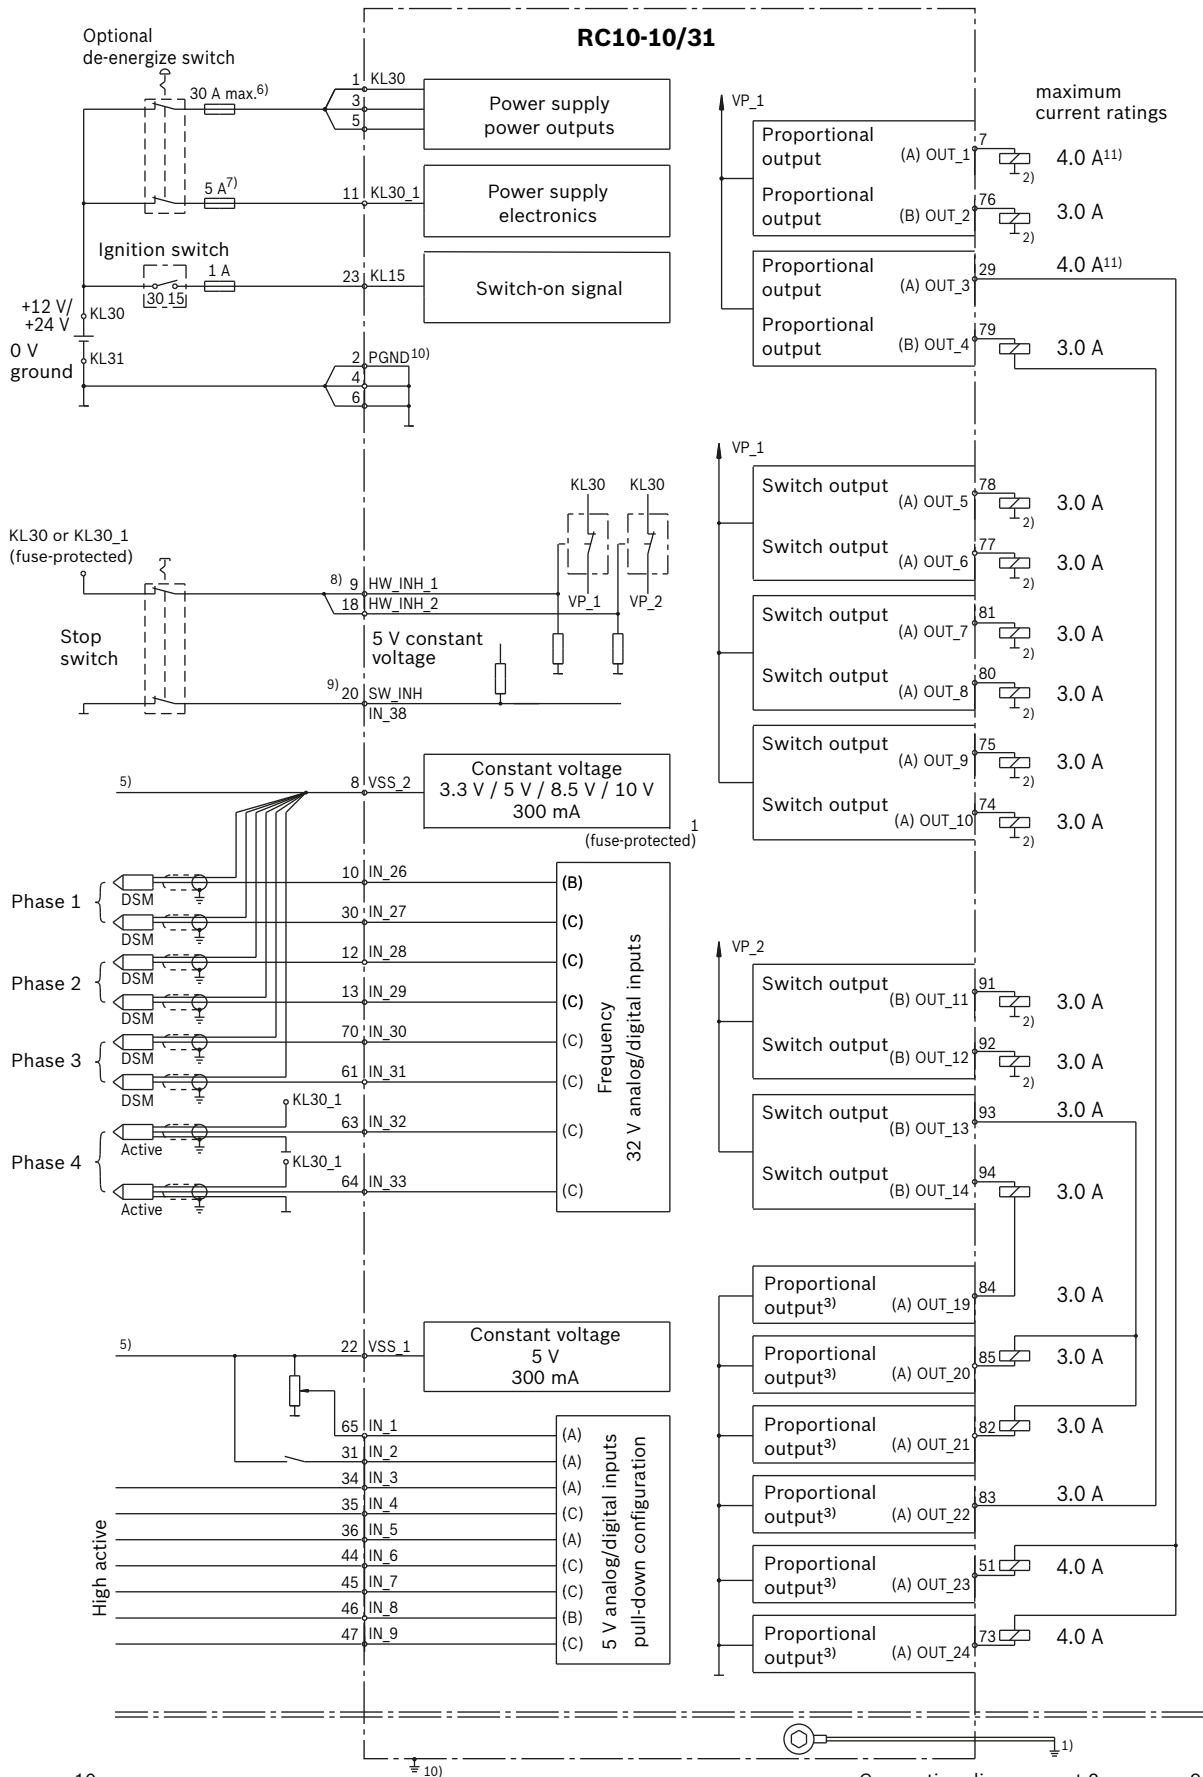 RC10-10/31
Optional
de-energize switch
30 A max.6)
1 KL30
3
5
Power supply
power outputs
5 A7)
11 KL30_1
Power supply
electronics
Ignition switch
1 A
30 15
23 KL15
Switch-on signal
+12 V/
+24 V
KL30
0 V
ground
KL31
2 PGND10)
4
6
KL30 or KL30_1
(fuse-protected)
Stop
switch
8) 9 HW_INH_1
18 HW_INH_2
KL30 KL30
VP_1 VP_2
5 V constant
voltage
9) 20 SW_INH
IN_38
5)
8 VSS_2
Constant voltage
3.3 V / 5 V / 8.5 V / 10 V
300 mA
1
(fuse-protected)
Phase 1
DSM
10 IN_26
(B)
DSM
30 IN_27
(C)
Phase 2
DSM
12 IN_28
(C)
DSM
13 IN_29
(C)
Phase 3
DSM
70 IN_30
(C)
DSM
61 IN_31
(C)
Phase 4
KL30_1
Active
63 IN_32
(C)
KL30_1
Active
64 IN_33
(C)
Frequency
32 V analog/digital inputs
5)
22 VSS_1
Constant voltage
5 V
300 mA
65 IN_1 (A)
31 IN_2 (A)
34 IN_3 (A)
35 IN_4 (C)
36 IN_5 (A)
44 IN_6 (C)
45 IN_7 (C)
46 IN_8 (B)
47 IN_9 (C)
High active
5 V analog/digital inputs
pull-down configuration
maximum
current ratings
VP_1
Proportional
output
(A) OUT_1
7
2)
4.0 A11)
Proportional
output
(B) OUT_2
76
2)
3.0 A
Proportional
output
(A) OUT_3
29
4.0 A11)
Proportional
output
(B) OUT_4
79
3.0 A
VP_1
Switch output
(A) OUT_5
78
2)
3.0 A
Switch output
(A) OUT_6
77
2)
3.0 A
Switch output
(A) OUT_7
81
2)
3.0 A
Switch output
(A) OUT_8
80
2)
3.0 A
Switch output
(A) OUT_9
75
2)
3.0 A
Switch output
(A) OUT_10
74
2)
3.0 A
VP_2
Switch output
(B) OUT_11
91
2)
3.0 A
Switch output
(B) OUT_12
92
2)
3.0 A
Switch output
(B) OUT_13
93
3.0 A
Switch output
(B) OUT_14
94
3.0 A
Proportional
output3)
(A) OUT_19
84
3.0 A
Proportional
output3)
(A) OUT_20
85
3.0 A
Proportional
output3)
(A) OUT_21
82
3.0 A
Proportional
output3)
(A) OUT_22
83
3.0 A
Proportional
output3)
(A) OUT_23
51
4.0 A
Proportional
output3)
(A) OUT_24
73
4.0 A
1)
10)